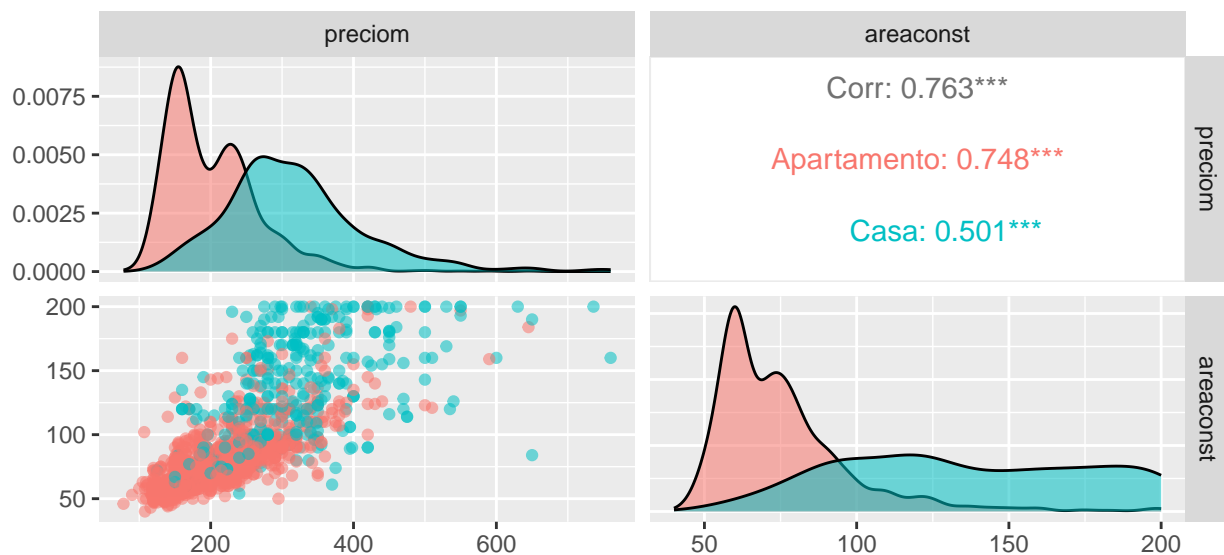 preciom areaconst
0.0075
0.0050
0.0025
0.0000
Corr: 0.763***
Apartamento: 0.748***
Casa: 0.501***
preciom
200
150
100
50
areaconst
200 400 600
50 100 150 200